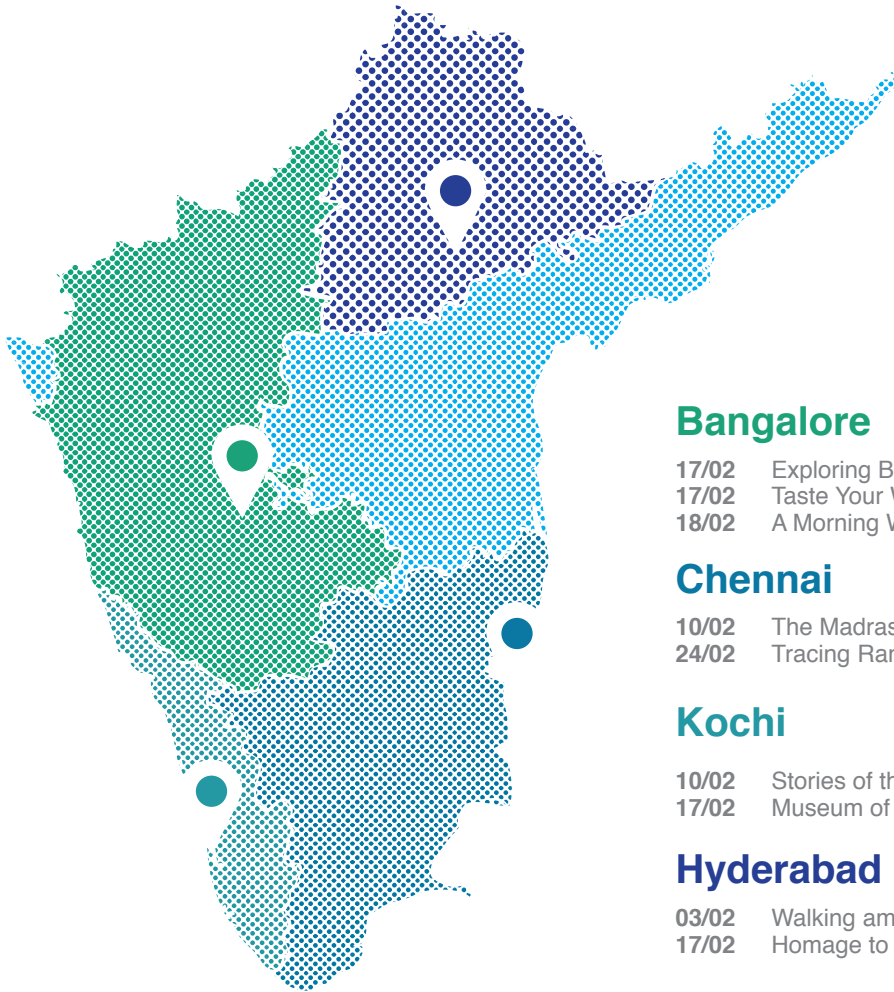 Bangalore
17/02 Exploring B
17/02 Taste Your
18/02 A Morning
Chennai
10/02 The Madras
24/02 Tracing Ra
Kochi
10/02 Stories of th
17/02 Museum of
Hyderabad
03/02 Walking am
17/02 Homage to